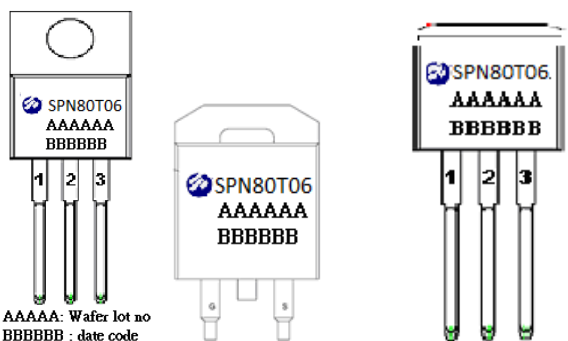 SPN80T06
AAAAAA
BBBBBB
1 2 3
AAAAA: Wafer lot no
BBBBBB : date code
SPN80T06
AAAAAA
BBBBBB
G S
SPN80T06.
AAAAAA
BBBBBB
1 2 3